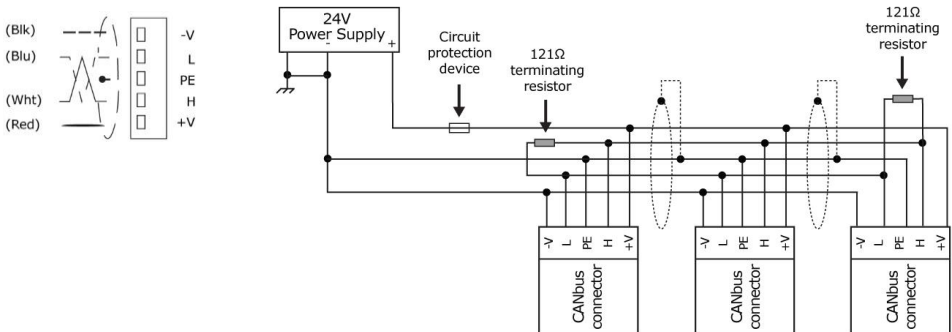 (Blk)
(Blu)
(Wht)
(Red)
-V
L
PE
H
+V
24V
Power Supply
- +
Circuit
protection
device
121Ω
terminating
resistor
121Ω
terminating
resistor
-V L PE H +V
CANbus
connector
-V L PE H +V
CANbus
connector
-V L PE H +V
CANbus
connector